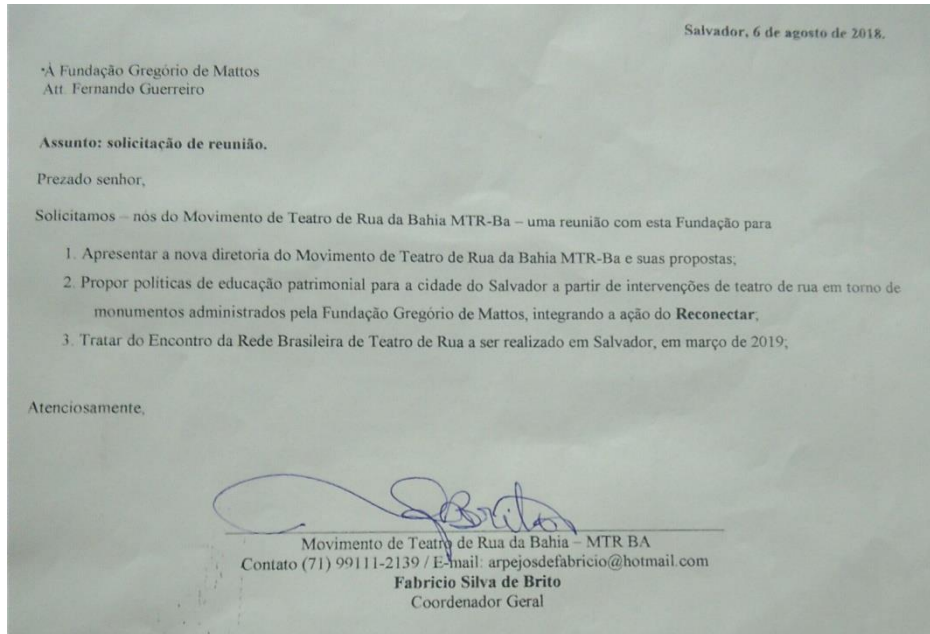 Salvador, 6 de agosto de 2018.
À Fundação Gregório de Mattos
Att. Fernando Guerreiro
Assunto: solicitação de reunião.
Prezado senhor,
Solicitamos – nós do Movimento de Teatro de Rua da Bahia MTR-Ba – uma reunião com esta Fundação para
1. Apresentar a nova diretoria do Movimento de Teatro de Rua da Bahia MTR-Ba e suas propostas;
2. Propor políticas de educação patrimonial para a cidade do Salvador a partir de intervenções de teatro de rua em torno de
monumentos administrados pela Fundação Gregório de Mattos, integrando a ação do Reconectar;
3. Tratar do Encontro da Rede Brasileira de Teatro de Rua a ser realizado em Salvador, em março de 2019;
Atenciosamente,
Brito
Movimento de Teatro de Rua da Bahia – MTR BA
Contato (71) 99111-2139 / E-mail: arpejosdefabricio@hotmail.com
Fabricio Silva de Brito
Coordenador Geral